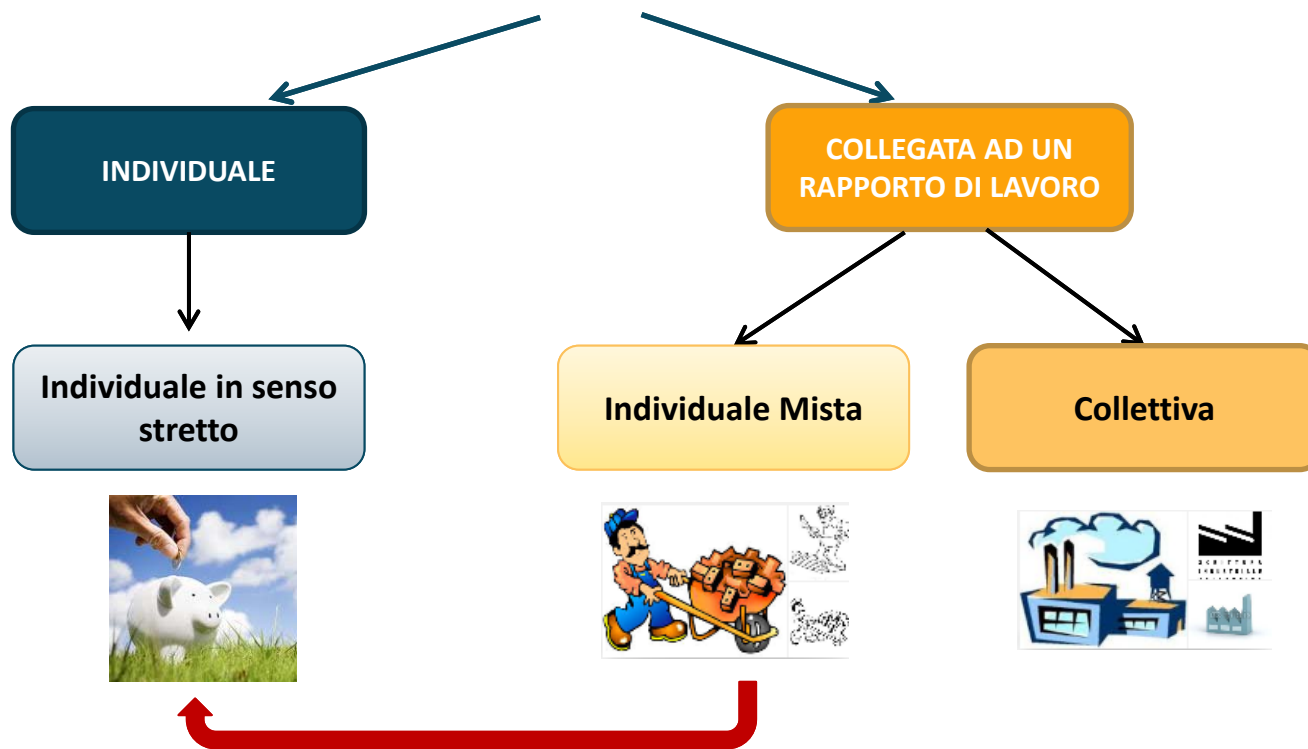 INDIVIDUALE
COLLEGATA AD UN
RAPPORTO DI LAVORO
Individuale in senso
stretto
Individuale Mista
Collettiva